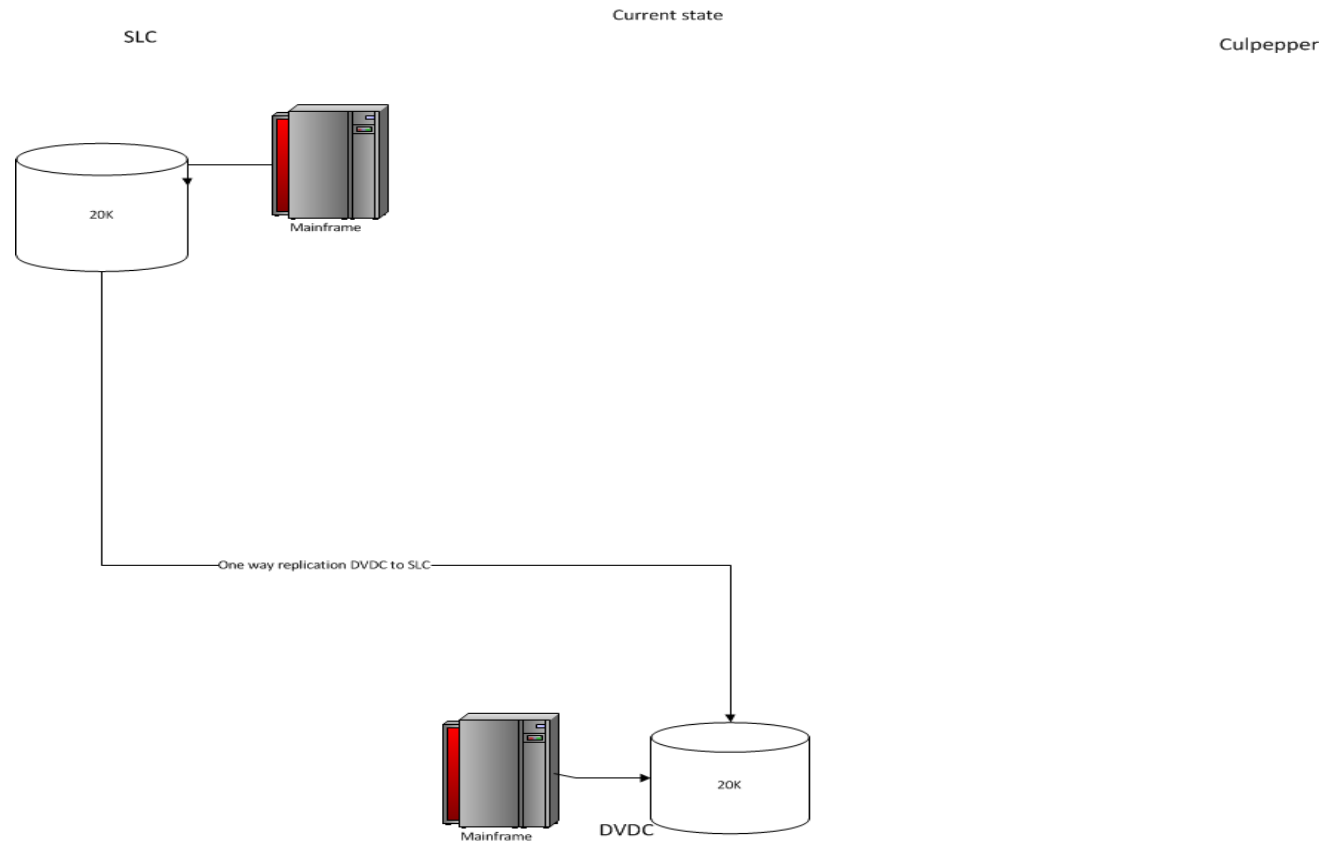 Current state
SLC
Culpepper
20K
Mainframe
One way replication DVDC to SLC
20K
Mainframe
DVDC